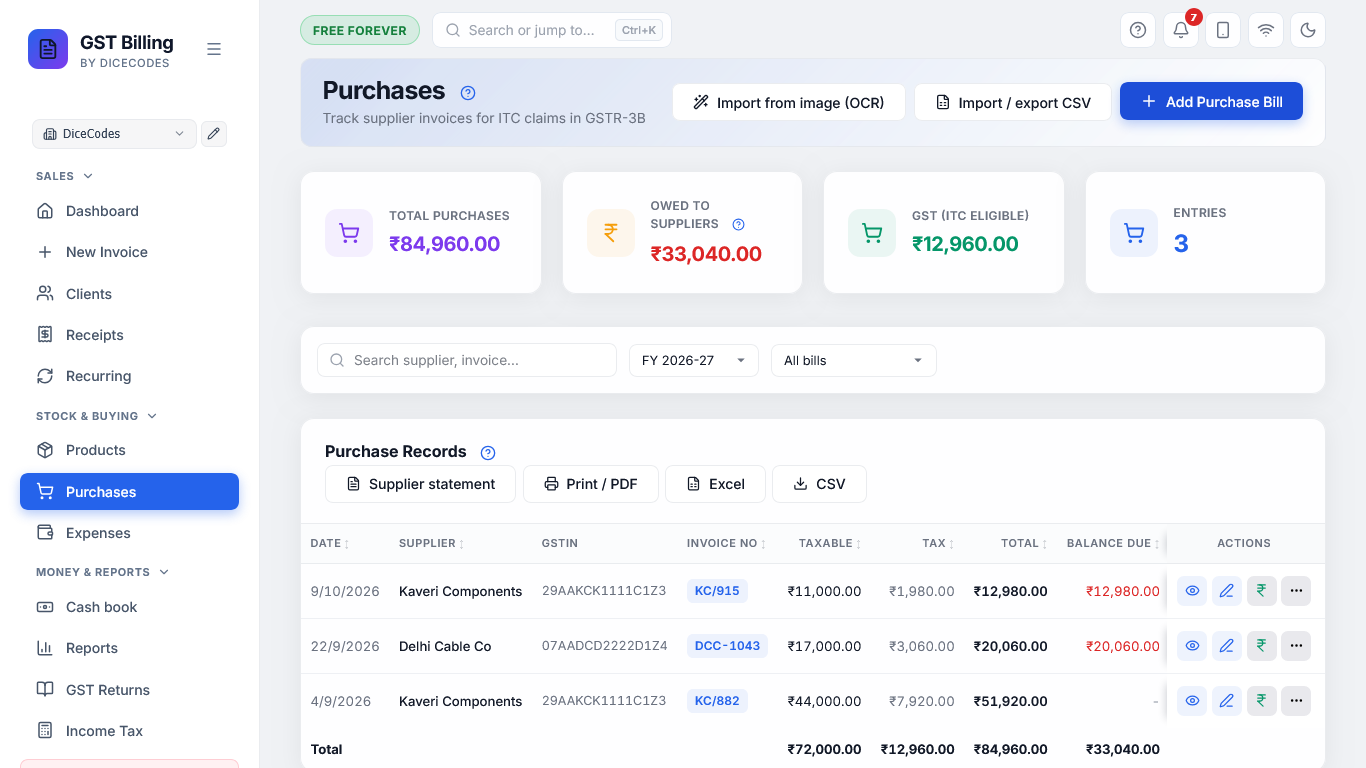 GST Billing
BY DICECODES
DiceCodes
SALES
Dashboard
New Invoice
Clients
Receipts
Recurring
STOCK & BUYING
Products
Purchases
Expenses
MONEY & REPORTS
Cash book
Reports
GST Returns
Income Tax
FREE FOREVER
Search or jump to...
Ctrl+K
7
Purchases
Track supplier invoices for ITC claims in GSTR-3B
Import from image (OCR)
Import / export CSV
Add Purchase Bill
TOTAL PURCHASES
₹84,960.00
OWED TO
SUPPLIERS
₹33,040.00
GST (ITC ELIGIBLE)
₹12,960.00
ENTRIES
3
Search supplier, invoice...
FY 2026-27
All bills
Purchase Records
Supplier statement
Print / PDF
Excel
CSV
DATE SUPPLIER GSTIN INVOICE NO TAXABLE TAX TOTAL BALANCE DUE ACTIONS
9/10/2026 Kaveri Components 29AAKCK1111C1Z3 KC/915 ₹11,000.00 ₹1,980.00 ₹12,980.00 ₹12,980.00
22/9/2026 Delhi Cable Co 07AADCD2222D1Z4 DCC-1043 ₹17,000.00 ₹3,060.00 ₹20,060.00 ₹20,060.00
4/9/2026 Kaveri Components 29AAKCK1111C1Z3 KC/882 ₹44,000.00 ₹7,920.00 ₹51,920.00 -
Total ₹72,000.00 ₹12,960.00 ₹84,960.00 ₹33,040.00